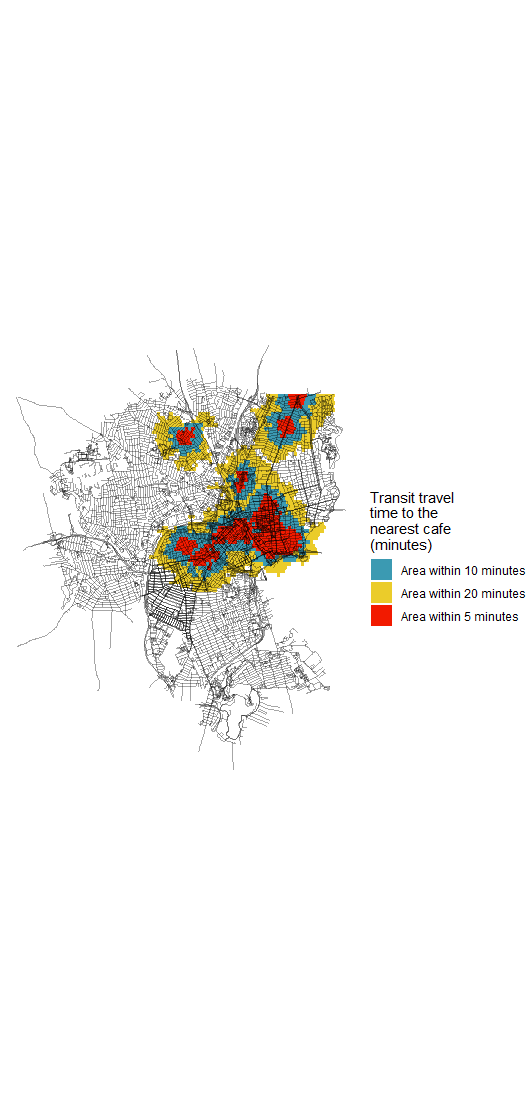 Transit travel
time to the
nearest cafe
(minutes)
Area within 10 minutes
Area within 20 minutes
Area within 5 minutes